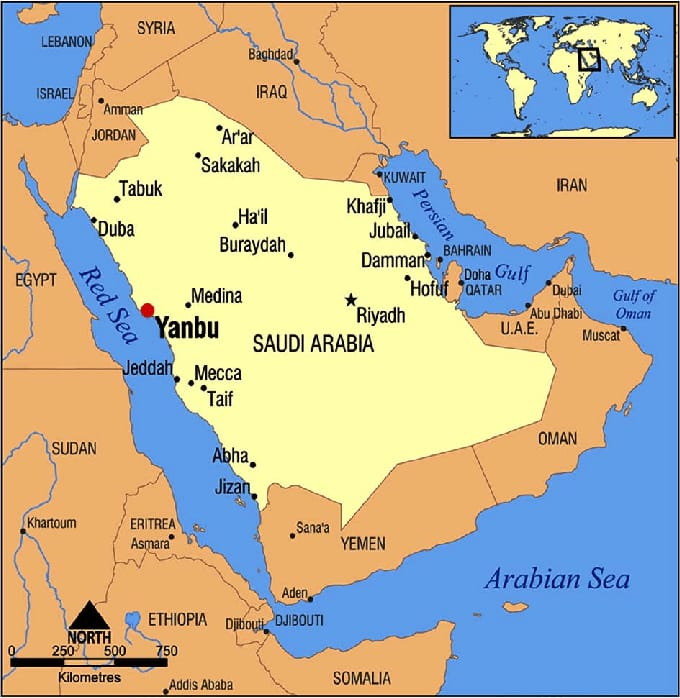 SYRIA
LEBANON
Baghdad
ISRAEL
IRAQ
Amman
JORDAN
Ar'ar
Sakakah
KUWAIT
IRAN
Tabuk
Khafji
Persian
Gulf
Ha'il
Duba
Jubail
Buraydah
BAHRAIN
Damman
EGYPT
Doha
QATAR
Hofuf
Dubai
Red Sea
Medina
Gulf of
Oman
Abu Dhabi
Riyadh
Yanbu
U.A.E.
Muscat
SAUDI ARABIA
Jeddah
Mecca
Taif
OMAN
SUDAN
Abha
Jizan
Khartoum
ERITREA
Asmara
Sana'a
YEMEN
Arabian Sea
Aden
NORTH
ETHIOPIA
Djibouti
DJIBOUTI
0 250 500 750
Kilometres
Addis Ababa
SOMALIA